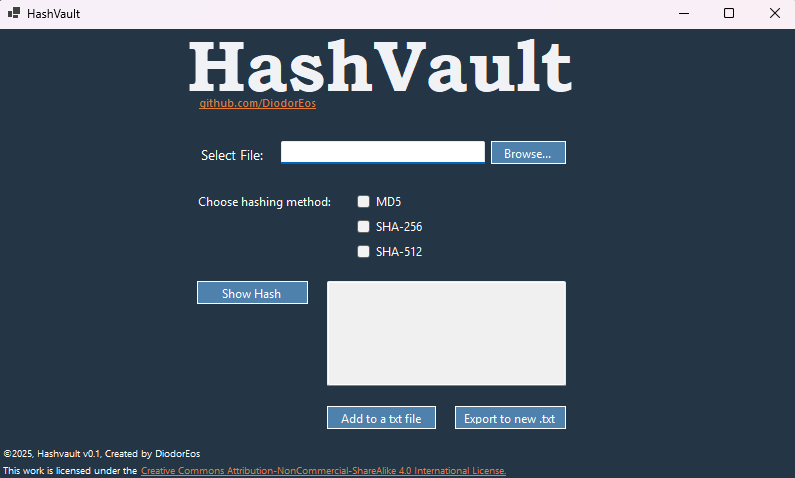 HashVault
HashVault
github.com/DiodorEos
Select File:
Browse...
Choose hashing method:
MD5
SHA-256
SHA-512
Show Hash
Add to a txt file
Export to new .txt
©2025, Hashvault v0.1, Created by DiodorEos
This work is licensed under the Creative Commons Attribution-NonCommercial-ShareAlike 4.0 International License.